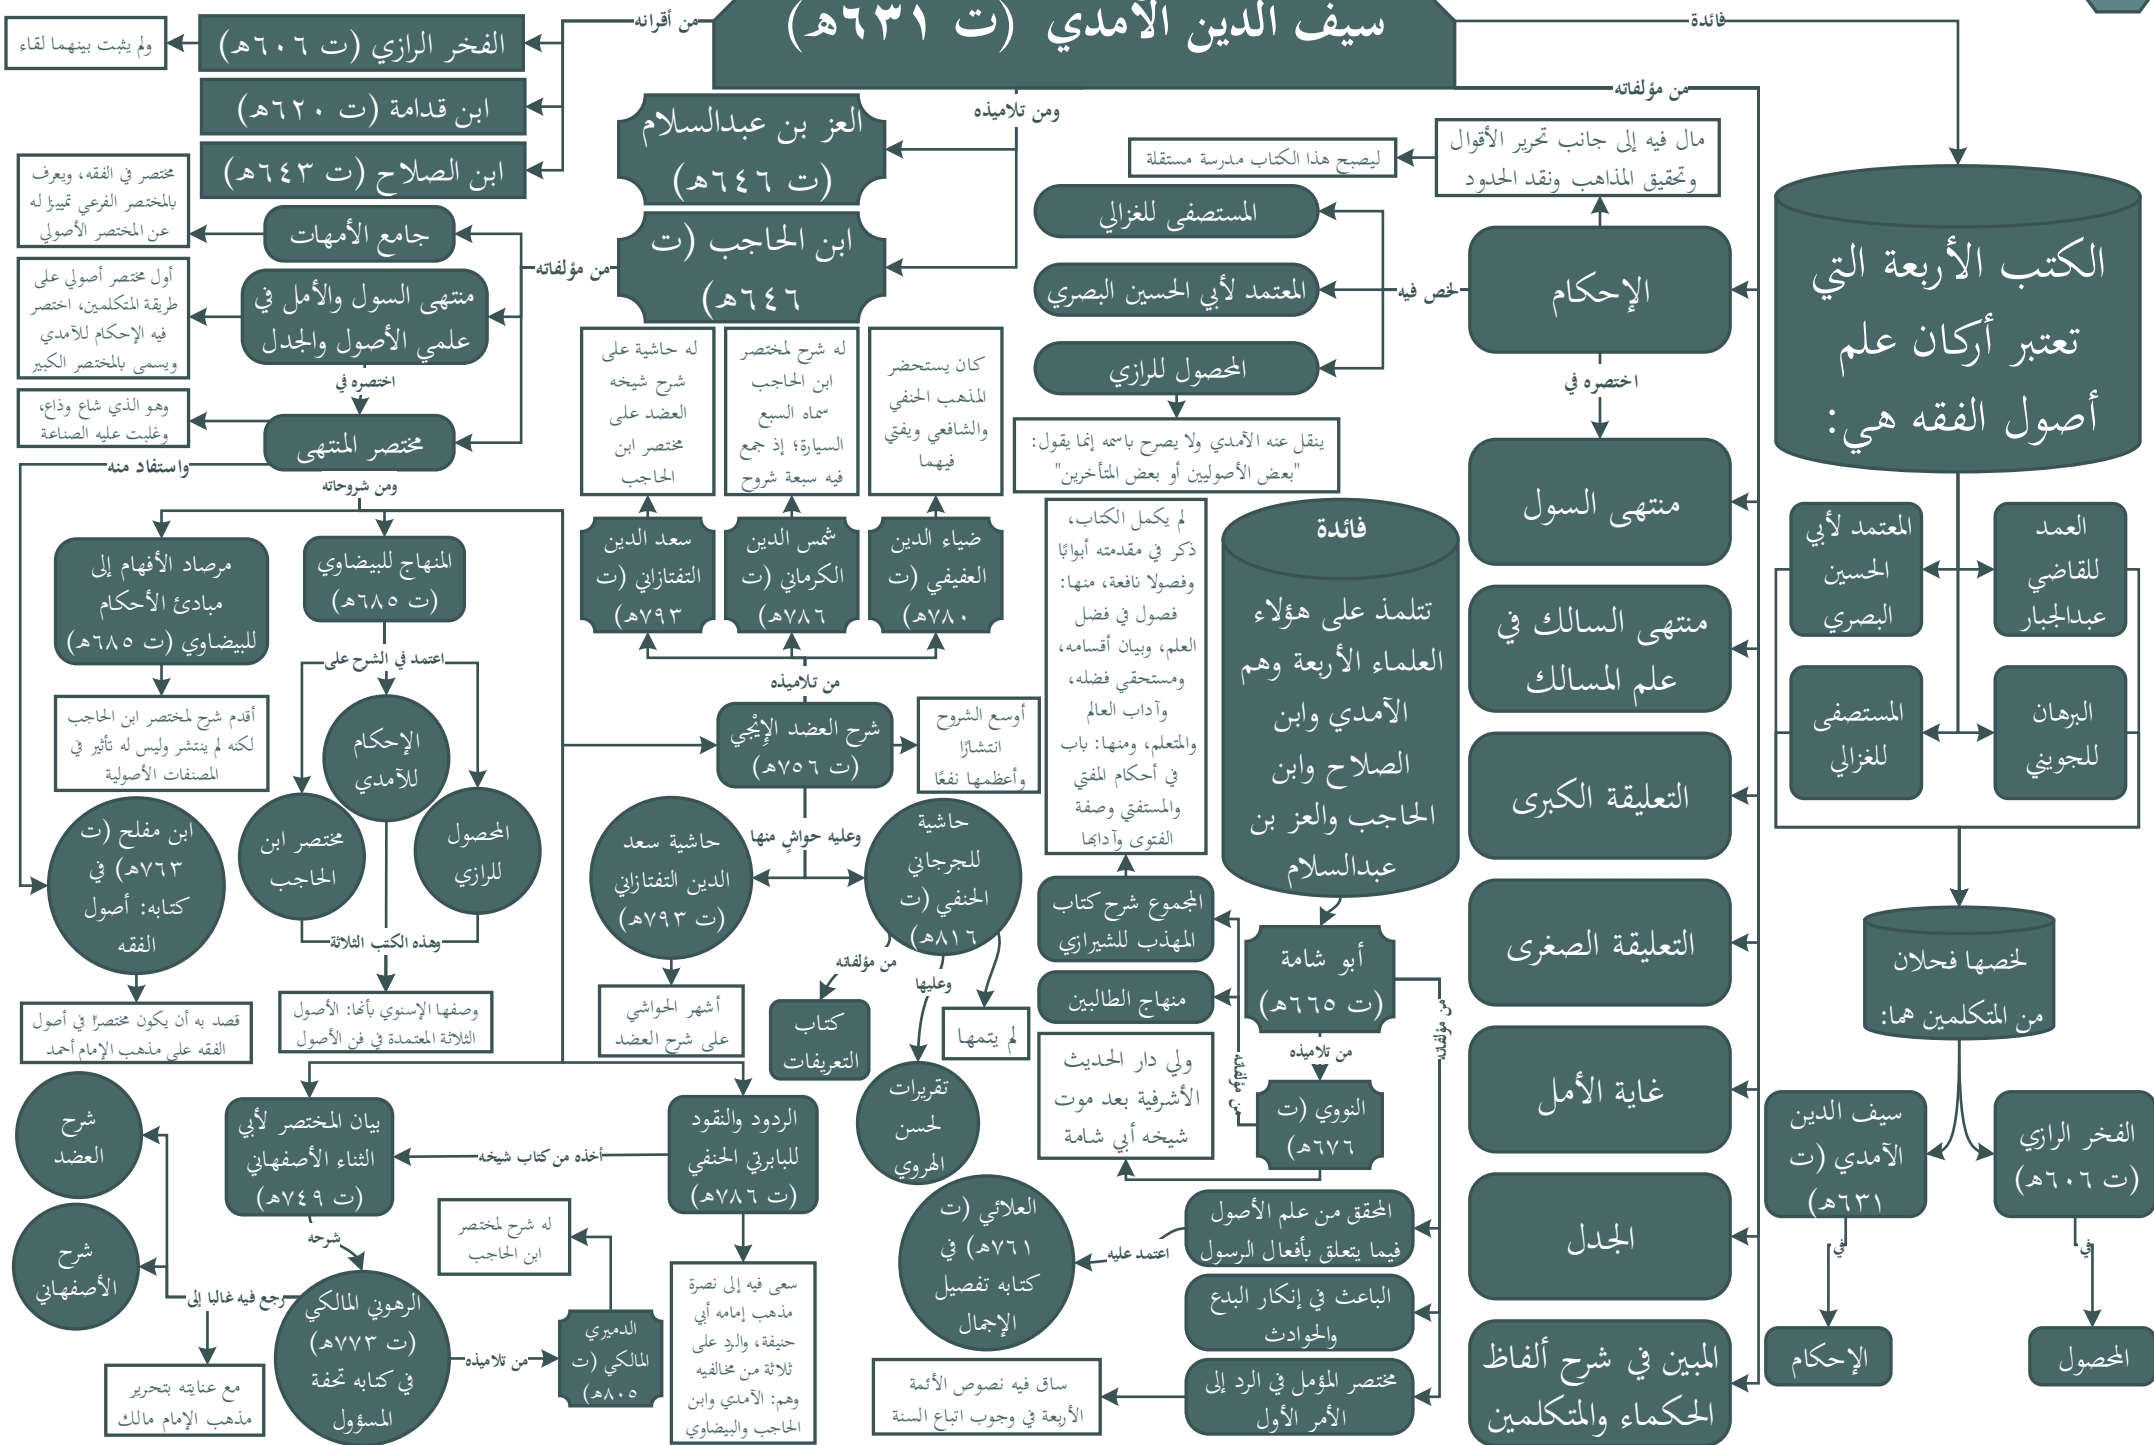 سيف الدين الآمدي (ت ٦٣١هـ)
فائدة
الكتب الأربعة التي
تعتبر أركان علم
أصول الفقه هي:
العمد
للقاضي
عبدالجبار
المعتمد لأبي
الحسين
البصري
البرهان
للجويني
المستصفى
للغزالي
لخصها فحلان
من المتكلمين هما:
الفخر الرازي
(ت ٦٠٦هـ)
في
المحصول
سيف الدين
الآمدي (ت
٦٣١هـ)
في
الإحكام
من مؤلفاته
الإحكام
مال فيه إلى جانب تحرير الأقوال
وتحقيق المذاهب ونقد الحدود
ليصبح هذا الكتاب مدرسة مستقلة
لخص فيه
المستصفى للغزالي
المعتمد لأبي الحسين البصري
المحصول للرازي
ينقل عنه الآمدي ولا يصرح باسمه إنما يقول:
"بعض الأصوليين أو بعض المتأخرين"
اختصره في
منتهى السول
منتهى السالك في
علم المسالك
التعليقة الكبرى
التعليقة الصغرى
غاية الأمل
الجدل
المبين في شرح ألفاظ
الحكماء والمتكلمين
ومن تلاميذه
العز بن عبدالسلام
(ت ٦٤٦هـ)
ابن الحاجب (ت
٦٤٦هـ)
من أقرانه
الفخر الرازي (ت ٦٠٦هـ)
ولم يثبت بينهما لقاء
ابن قدامة (ت ٦٢٠هـ)
ابن الصلاح (ت ٦٤٣هـ)
من مؤلفاته
جامع الأمهات
مختصر في الفقه، ويعرف
بالمختصر الفرعي تمييزا له
عن المختصر الأصولي
منتهى السول والأمل في
علمي الأصول والجدل
أول مختصر أصولي على
طريقة المتكلمين، اختصر
فيه الإحكام للآمدي
ويسمى بالمختصر الكبير
اختصره في
مختصر المنتهى
وهو الذي شاع وذاع،
وغلبت عليه الصناعة
واستفاد منه
ابن مفلح (ت
٧٦٣هـ) في
كتابه: أصول
الفقه
قصد به أن يكون مختصرًا في أصول
الفقه على مذهب الإمام أحمد
ومن شروحاته
مرصاد الأفهام إلى
مبادئ الأحكام
للبيضاوي (ت ٦٨٥هـ)
أقدم شرح لمختصر ابن الحاجب
لكنه لم ينتشر وليس له تأثير في
المصنفات الأصولية
المنهاج للبيضاوي
(ت ٦٨٥هـ)
اعتمد في الشرح على
الإحكام
للآمدي
مختصر ابن
الحاجب
المحصول
للرازي
وهذه الكتب الثلاثة
وصفها الإسنوي بأنها: الأصول
الثلاثة المعتمدة في فن الأصول
شرح العضد الإِيْجي
(ت ٧٥٦هـ)
أوسع الشروح
انتشارًا
وأعظمها نفعًا
من تلاميذه
ضياء الدين
العفيفي (ت
٧٨٠هـ)
كان يستحضر
المذهب الحنفي
والشافعي ويفتي
فيهما
شمس الدين
الكرماني (ت
٧٨٦هـ)
له شرح لمختصر
ابن الحاجب
سماه السبع
السيارة؛ إذ جمع
فيه سبعة شروح
سعد الدين
التفتازاني (ت
٧٩٣هـ)
له حاشية على
شرح شيخه
العضد على
مختصر ابن
الحاجب
وعليه حواشٍ منها
حاشية
للجرجاني
الحنفي (ت
٨١٦هـ)
لم يتمها
وعليها
تقريرات
لحسن
الهروي
من مؤلفاته
كتاب
التعريفات
حاشية سعد
الدين التفتازاني
(ت ٧٩٣هـ)
أشهر الحواشي
على شرح العضد
الردود والنقود
للبابرتي الحنفي
(ت ٧٨٦هـ)
أخذه من كتاب شيخه
سعى فيه إلى نصرة
مذهب إمامه أبي
حنيفة، والرد على
ثلاثة من مخالفيه
وهم: الآمدي وابن
الحاجب والبيضاوي
بيان المختصر لأبي
الثناء الأصفهاني
(ت ٧٤٩هـ)
شرحه
الرهوني المالكي
(ت ٧٧٣هـ)
في كتابه تحفة
المسؤول
رجع فيه غالبا إلى
شرح
العضد
شرح
الأصفهاني
مع عنايته بتحرير
مذهب الإمام مالك
من تلاميذه
الدميري
المالكي (ت
٨٠٥هـ)
له شرح لمختصر
ابن الحاجب
فائدة
تتلمذ على هؤلاء
العلماء الأربعة وهم
الآمدي وابن
الصلاح وابن
الحاجب والعز بن
عبدالسلام
أبو شامة
(ت ٦٦٥هـ)
من تلاميذه
النووي (ت
٦٧٦هـ)
ولي دار الحديث
الأشرفية بعد موت
شيخه أبي شامة
من مؤلفاته
المجموع شرح كتاب
المهذب للشيرازي
لم يكمل الكتاب،
ذكر في مقدمته أبوابًا
وفصولا نافعة، منها:
فصول في فضل
العلم، وبيان أقسامه،
ومستحقي فضله،
وآداب العالم
والمتعلم، ومنها: باب
في أحكام المفتي
والمستفتي وصفة
الفتوى وآدابها
منهاج الطالبين
من مؤلفاته
المحقق من علم الأصول
فيما يتعلق بأفعال الرسول
اعتمد عليه
العلائي (ت
٧٦١هـ) في
كتابه تفصيل
الإجمال
الباعث في إنكار البدع
والحوادث
مختصر المؤمل في الرد إلى
الأمر الأول
ساق فيه نصوص الأئمة
الأربعة في وجوب اتباع السنة